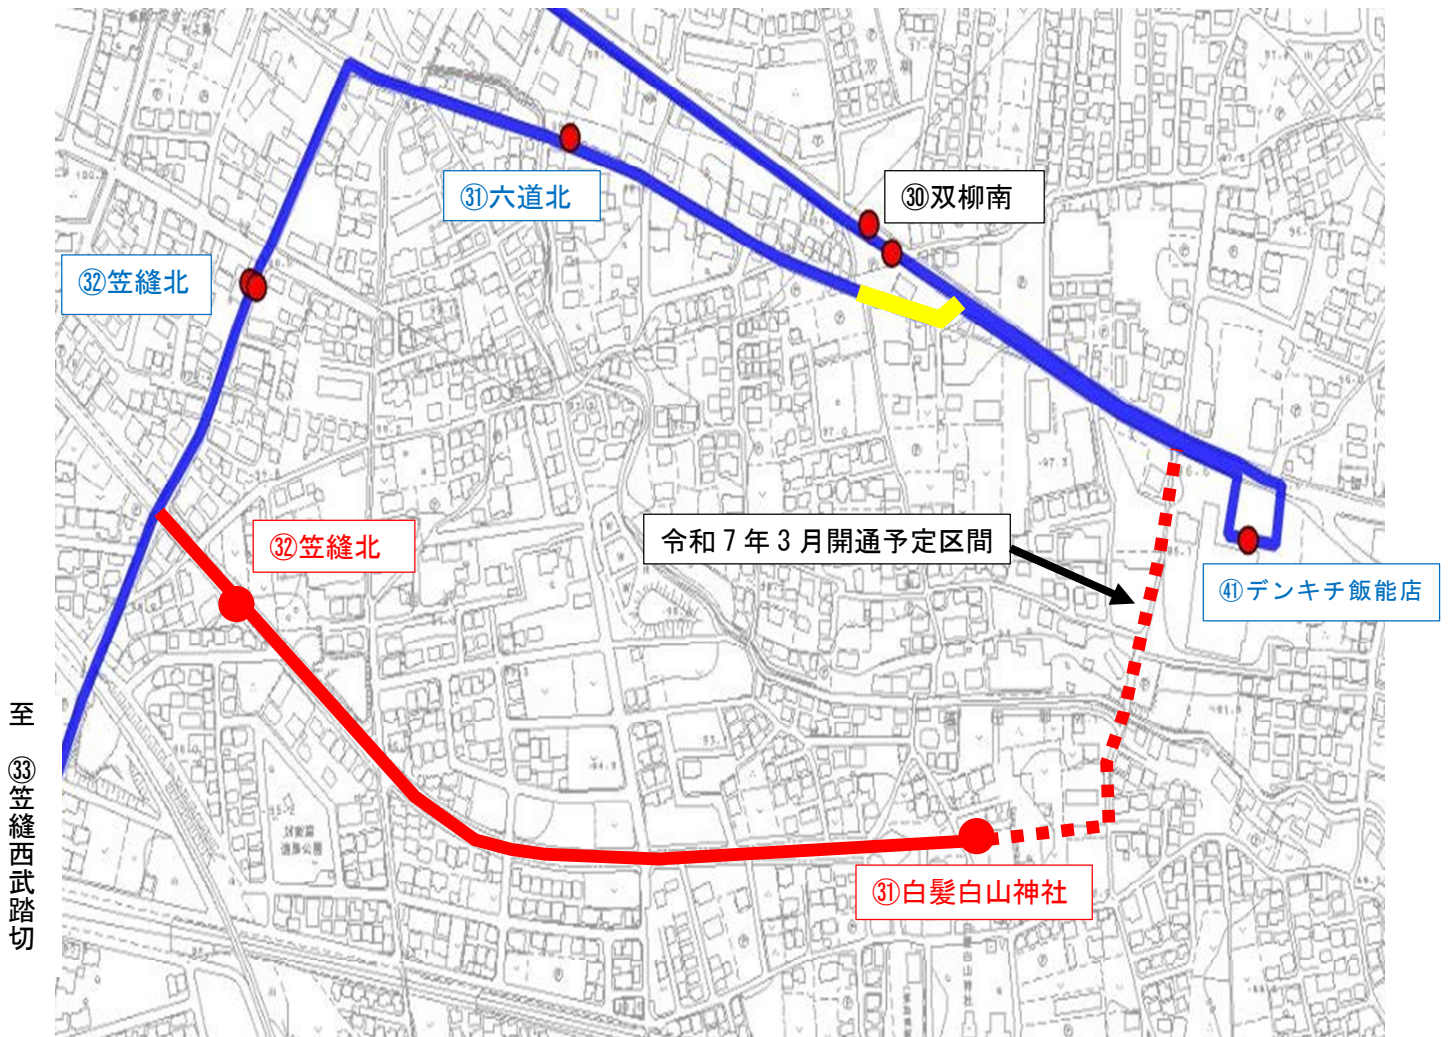 ㉛六道北
㉚双柳南
㉜笠縫北
㉜笠縫北
令和7年3月開通予定区間
㊶デンキチ飯能店
至 ㉝笠縫西武踏切
㉛白髪白山神社